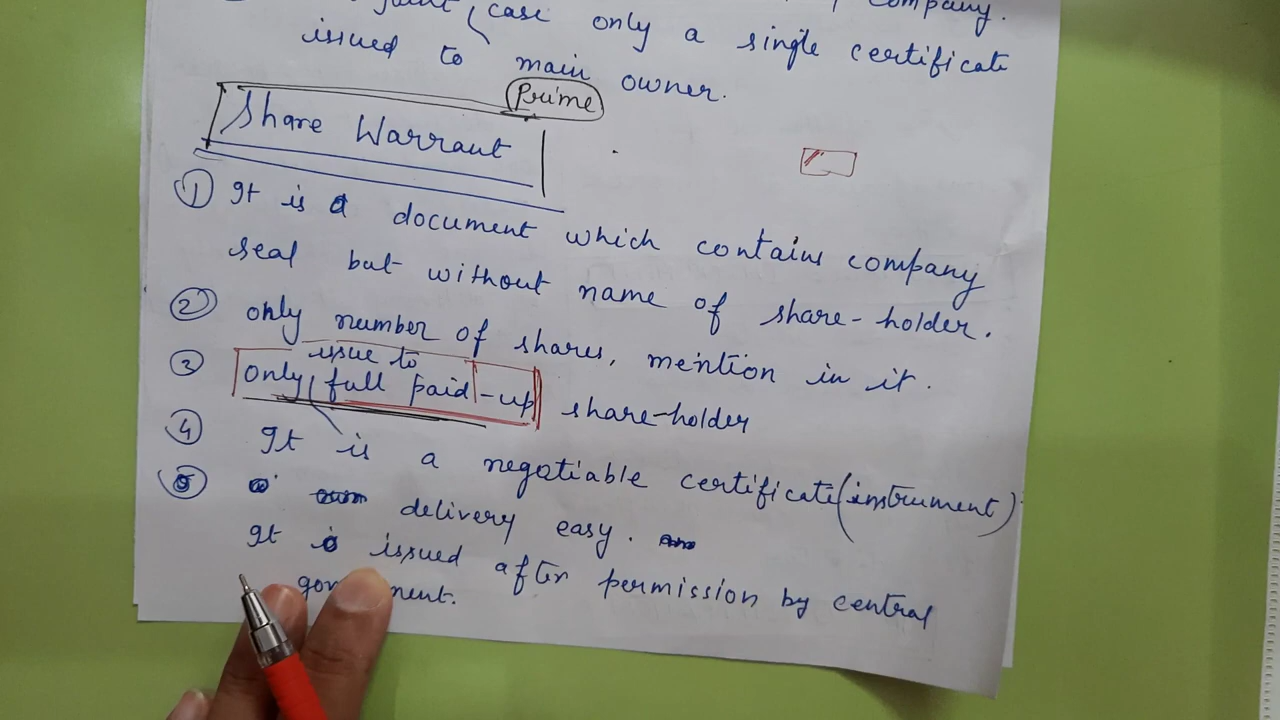 company.
joint case only a single certificate
issued to main owner.
Prime
Share Warrant
① It is a document which contains company
seal but without name of share-holder.
② only number of shares, mention in it.
issue to
③ only full paid-up share-holder
④ It is a negotiable certificate (instrument)
⑤ delivery easy.
It is issued after permission by central